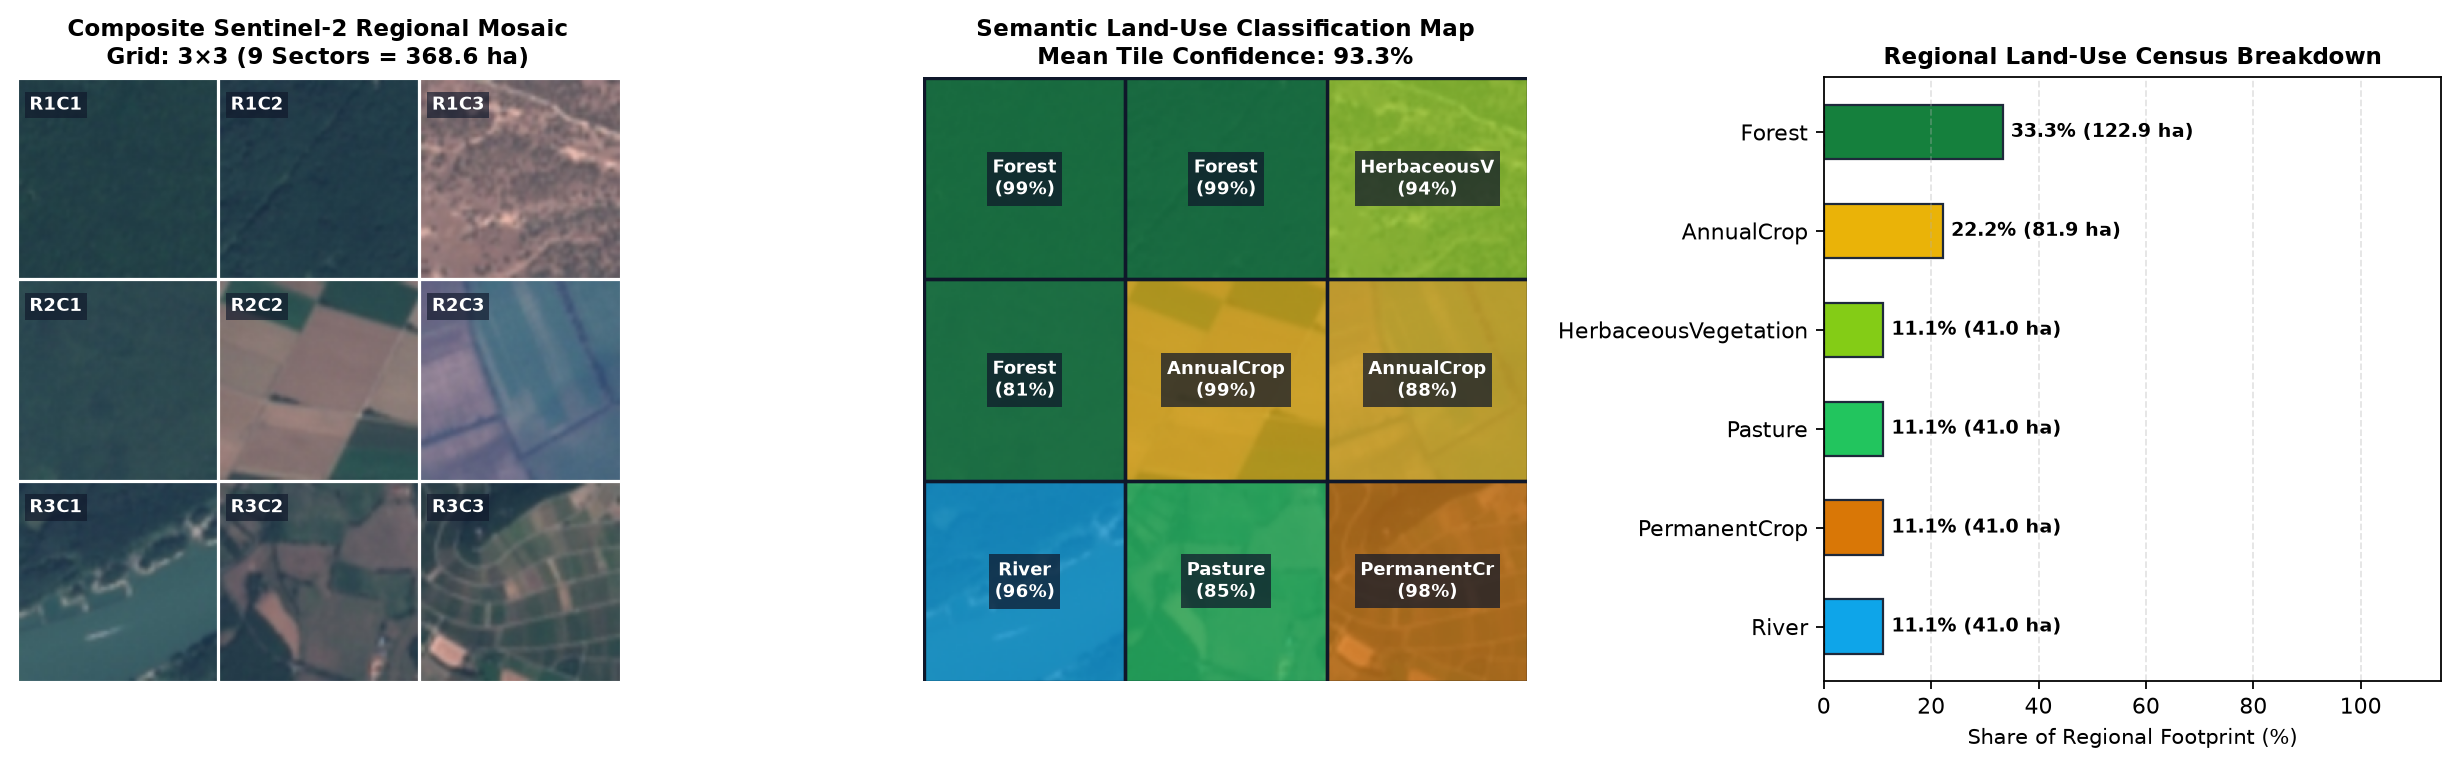 Composite Sentinel-2 Regional Mosaic
Grid: 3×3 (9 Sectors = 368.6 ha)
R1C1
R1C2
R1C3
R2C1
R2C2
R2C3
R3C1
R3C2
R3C3
Semantic Land-Use Classification Map
Mean Tile Confidence: 93.3%
Forest
(99%)
Forest
(99%)
HerbaceousV
(94%)
Forest
(81%)
AnnualCrop
(99%)
AnnualCrop
(88%)
River
(96%)
Pasture
(85%)
PermanentCr
(98%)
Regional Land-Use Census Breakdown
Forest
33.3% (122.9 ha)
AnnualCrop
22.2% (81.9 ha)
HerbaceousVegetation
11.1% (41.0 ha)
Pasture
11.1% (41.0 ha)
PermanentCrop
11.1% (41.0 ha)
River
11.1% (41.0 ha)
0 20 40 60 80 100
Share of Regional Footprint (%)